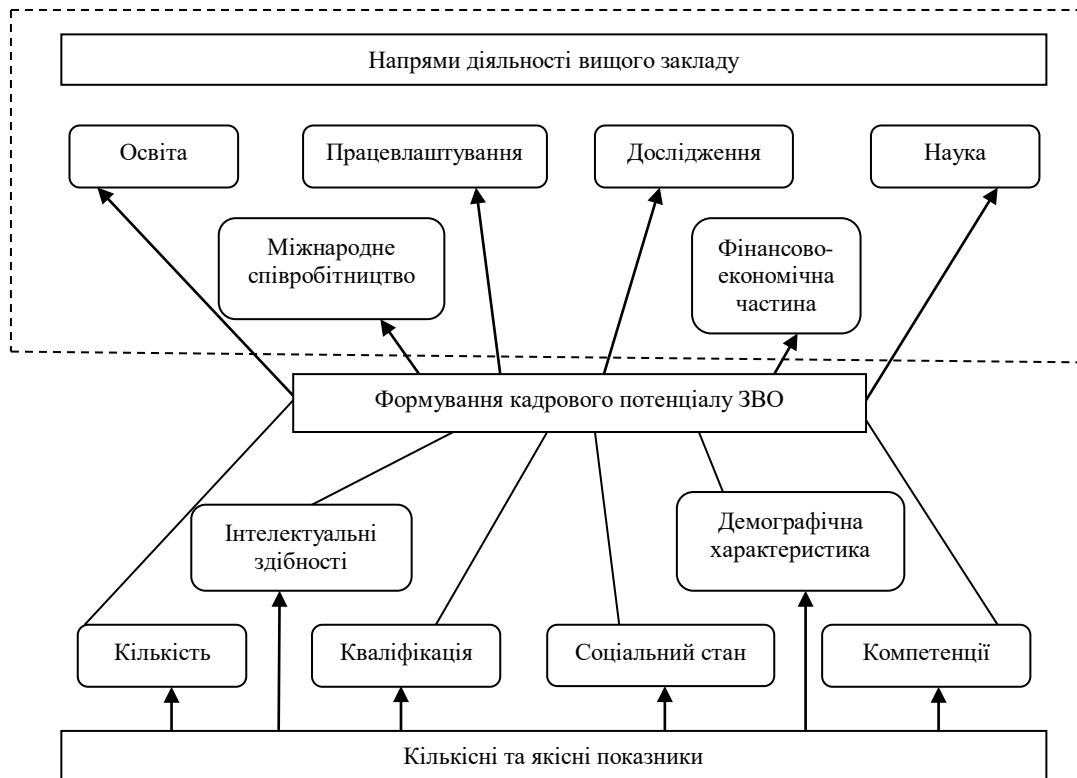 Напрями діяльності вищого закладу
Освіта
Працевлаштування
Дослідження
Наука
Міжнародне
співробітництво
Фінансово-
економічна
частина
Формування кадрового потенціалу ЗВО
Інтелектуальні
здібності
Демографічна
характеристика
Кількість
Кваліфікація
Соціальний стан
Компетенції
Кількісні та якісні показники